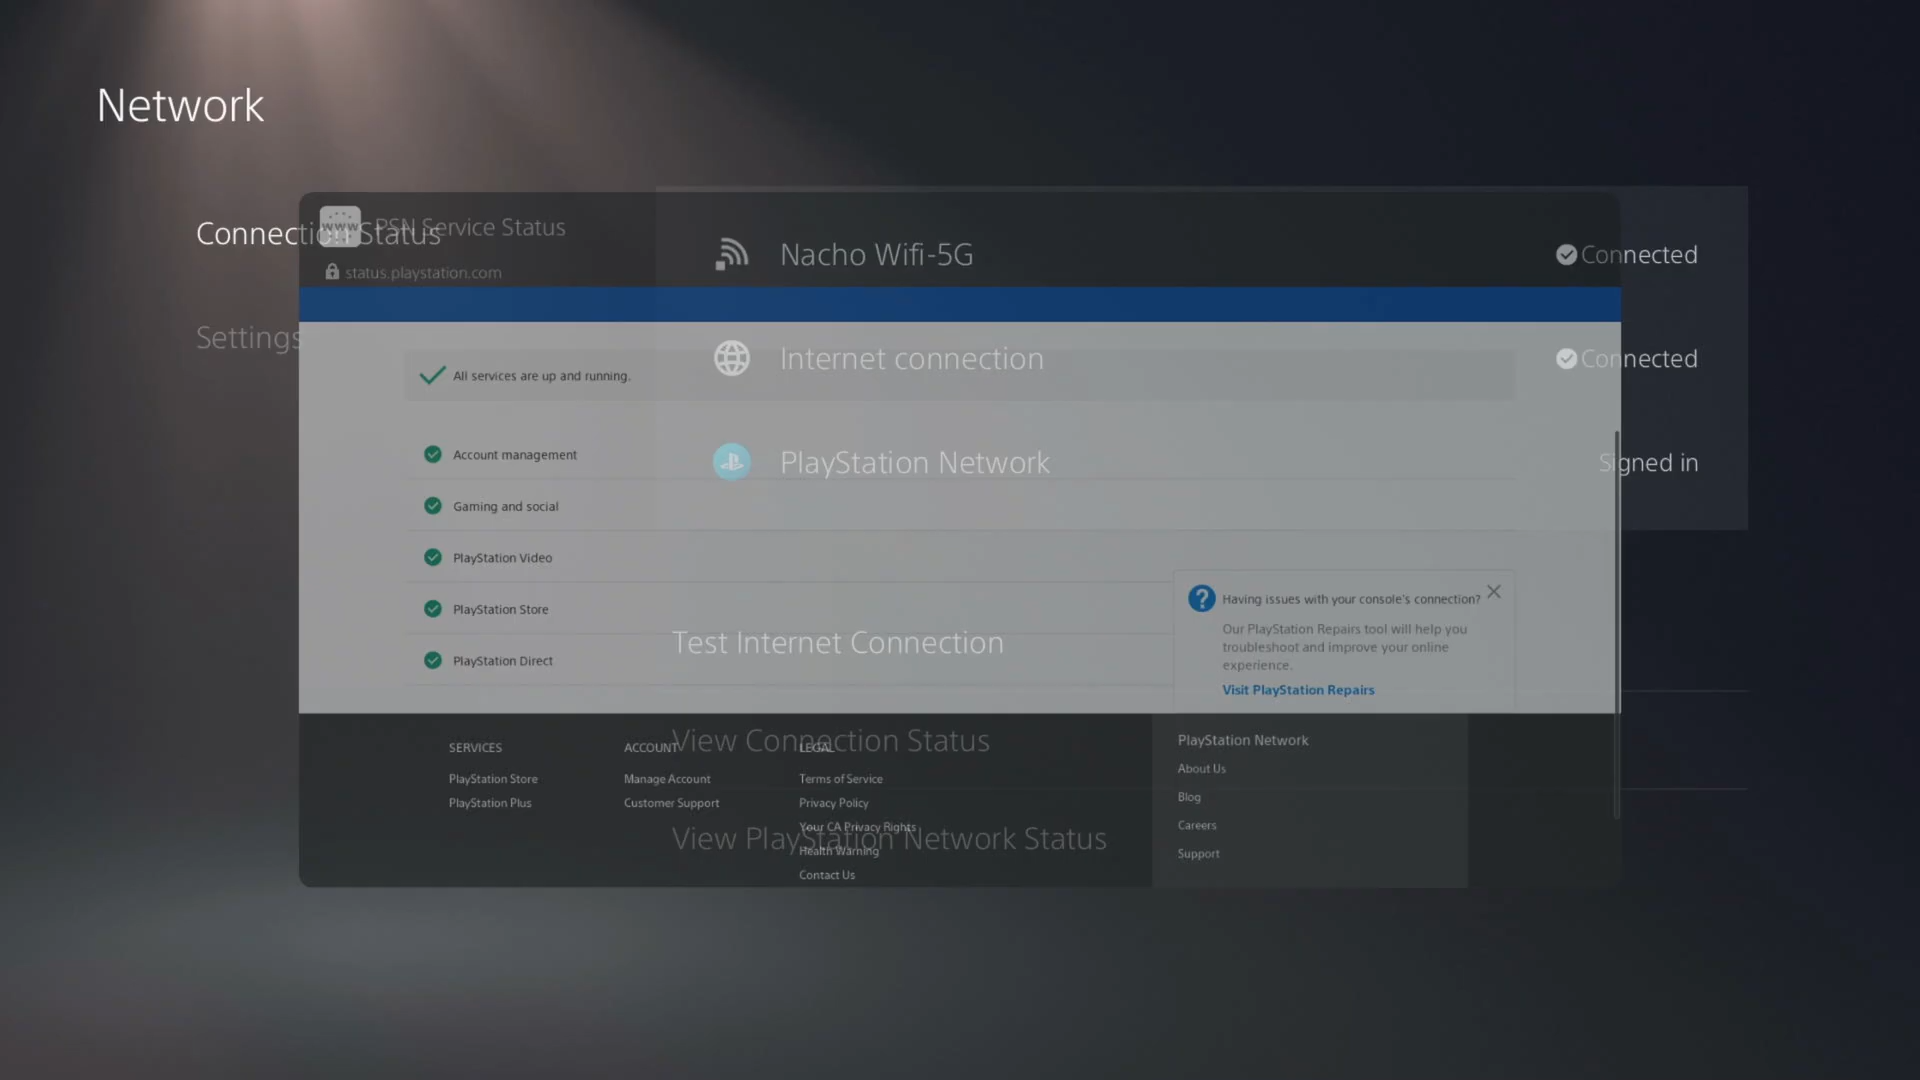 Network
Connection Status
Settings
www
PSN Service Status
status.playstation.com
Nacho Wifi-5G
Connected
Internet connection
Connected
PlayStation Network
Signed in
All services are up and running.
Account management
Gaming and social
PlayStation Video
PlayStation Store
PlayStation Direct
Having issues with your console's connection?
Our PlayStation Repairs tool will help you
troubleshoot and improve your online
experience.
Visit PlayStation Repairs
Test Internet Connection
View Connection Status
View PlayStation Network Status
SERVICES
PlayStation Store
PlayStation Plus
ACCOUNT
Manage Account
Customer Support
LEGAL
Terms of Service
Privacy Policy
Your CA Privacy Rights
Health Warning
Contact Us
PlayStation Network
About Us
Blog
Careers
Support